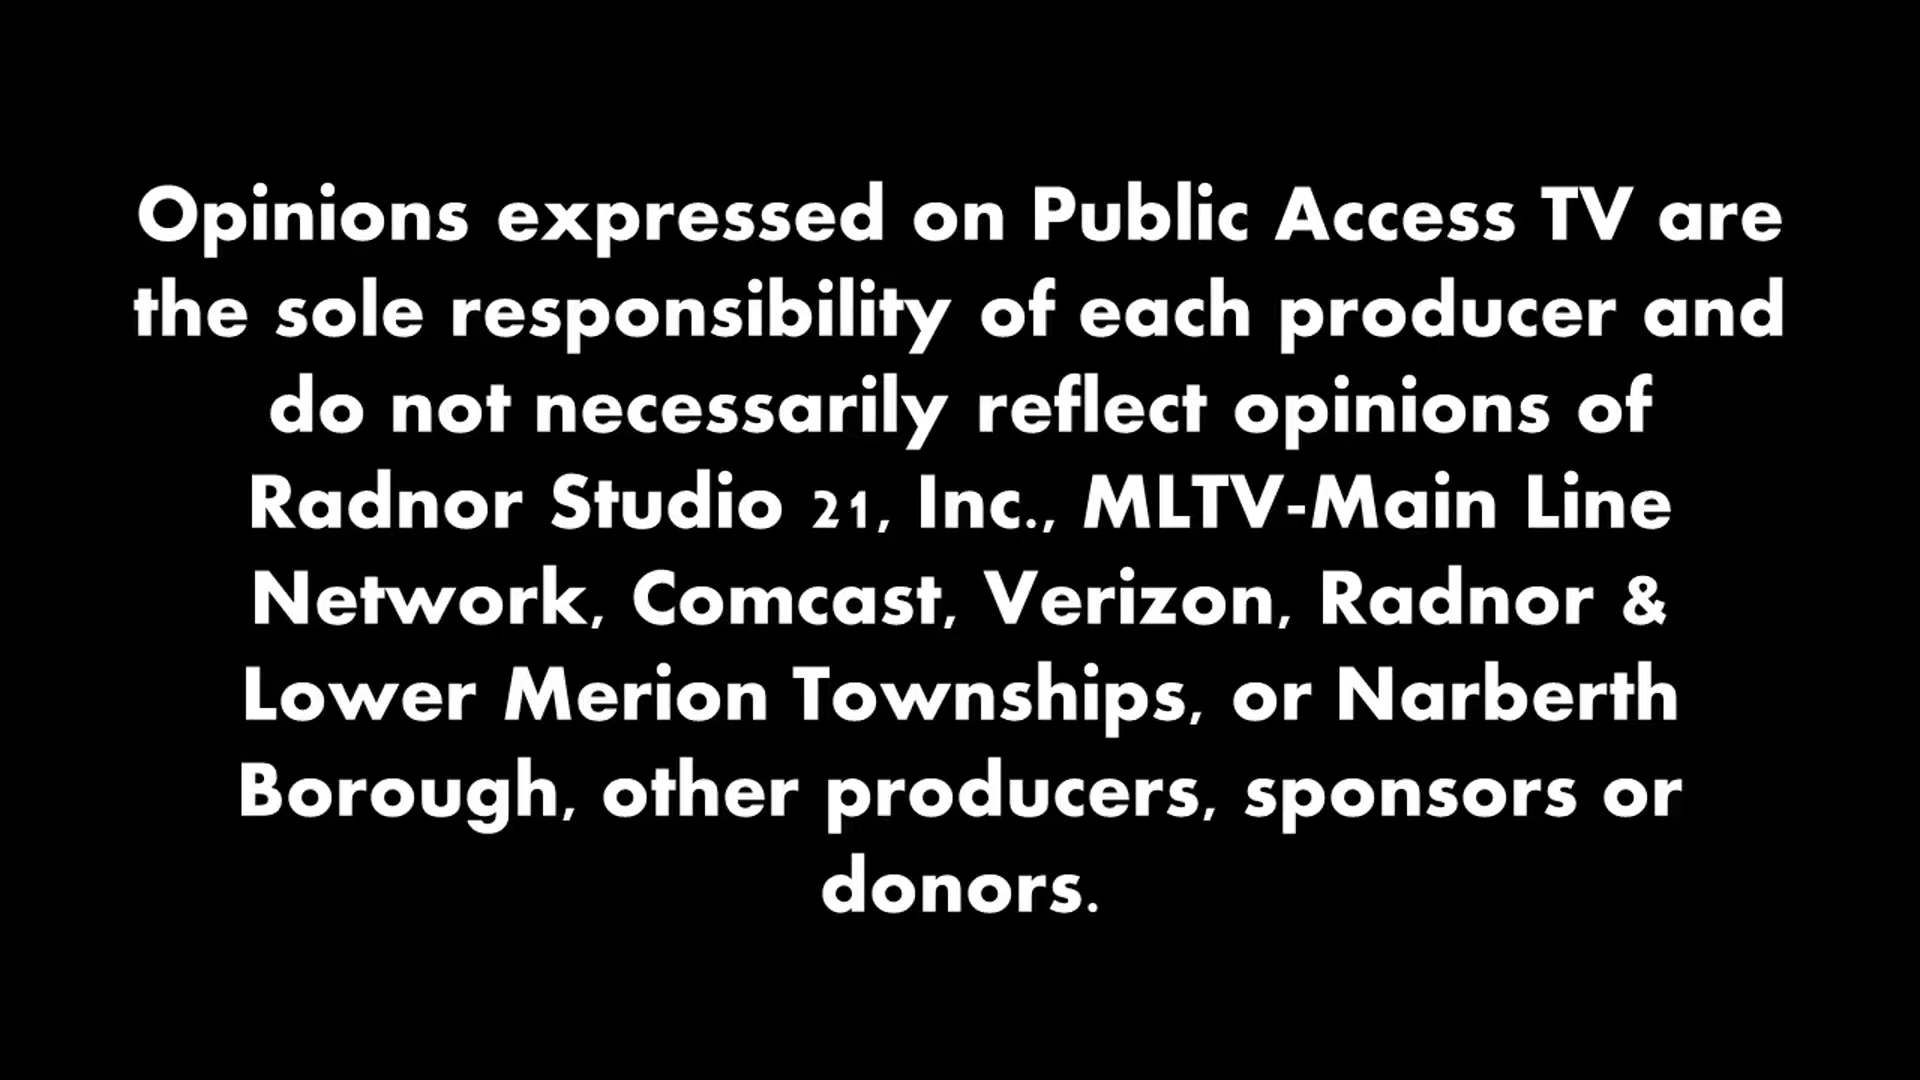 Opinions expressed on Public Access TV are
the sole responsibility of each producer and
do not necessarily reflect opinions of
Radnor Studio 21, Inc., MLTV-Main Line
Network, Comcast, Verizon, Radnor &
Lower Merion Townships, or Narberth
Borough, other producers, sponsors or
donors.